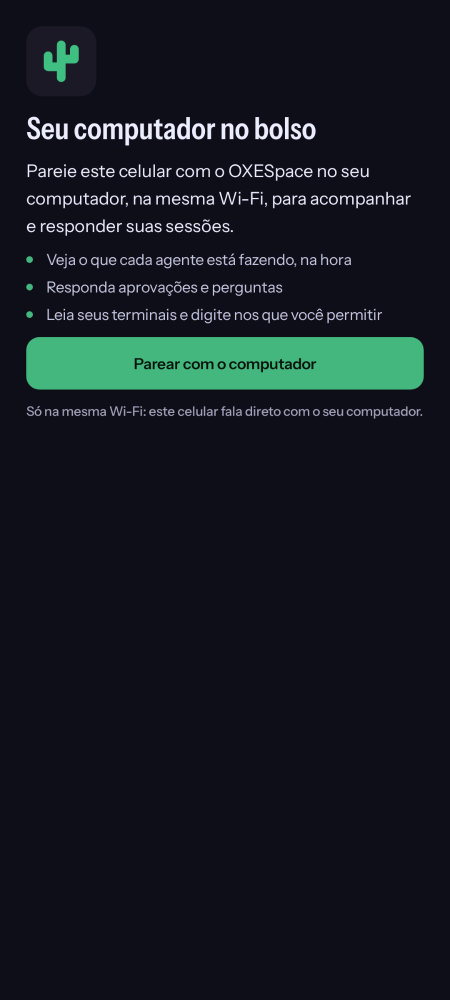 Seu computador no bolso
Pareie este celular com o OXESpace no seu
computador, na mesma Wi-Fi, para acompanhar
e responder suas sessões.
Veja o que cada agente está fazendo, na hora
Responda aprovações e perguntas
Leia seus terminais e digite nos que você permitir
Parear com o computador
Só na mesma Wi-Fi: este celular fala direto com o seu computador.